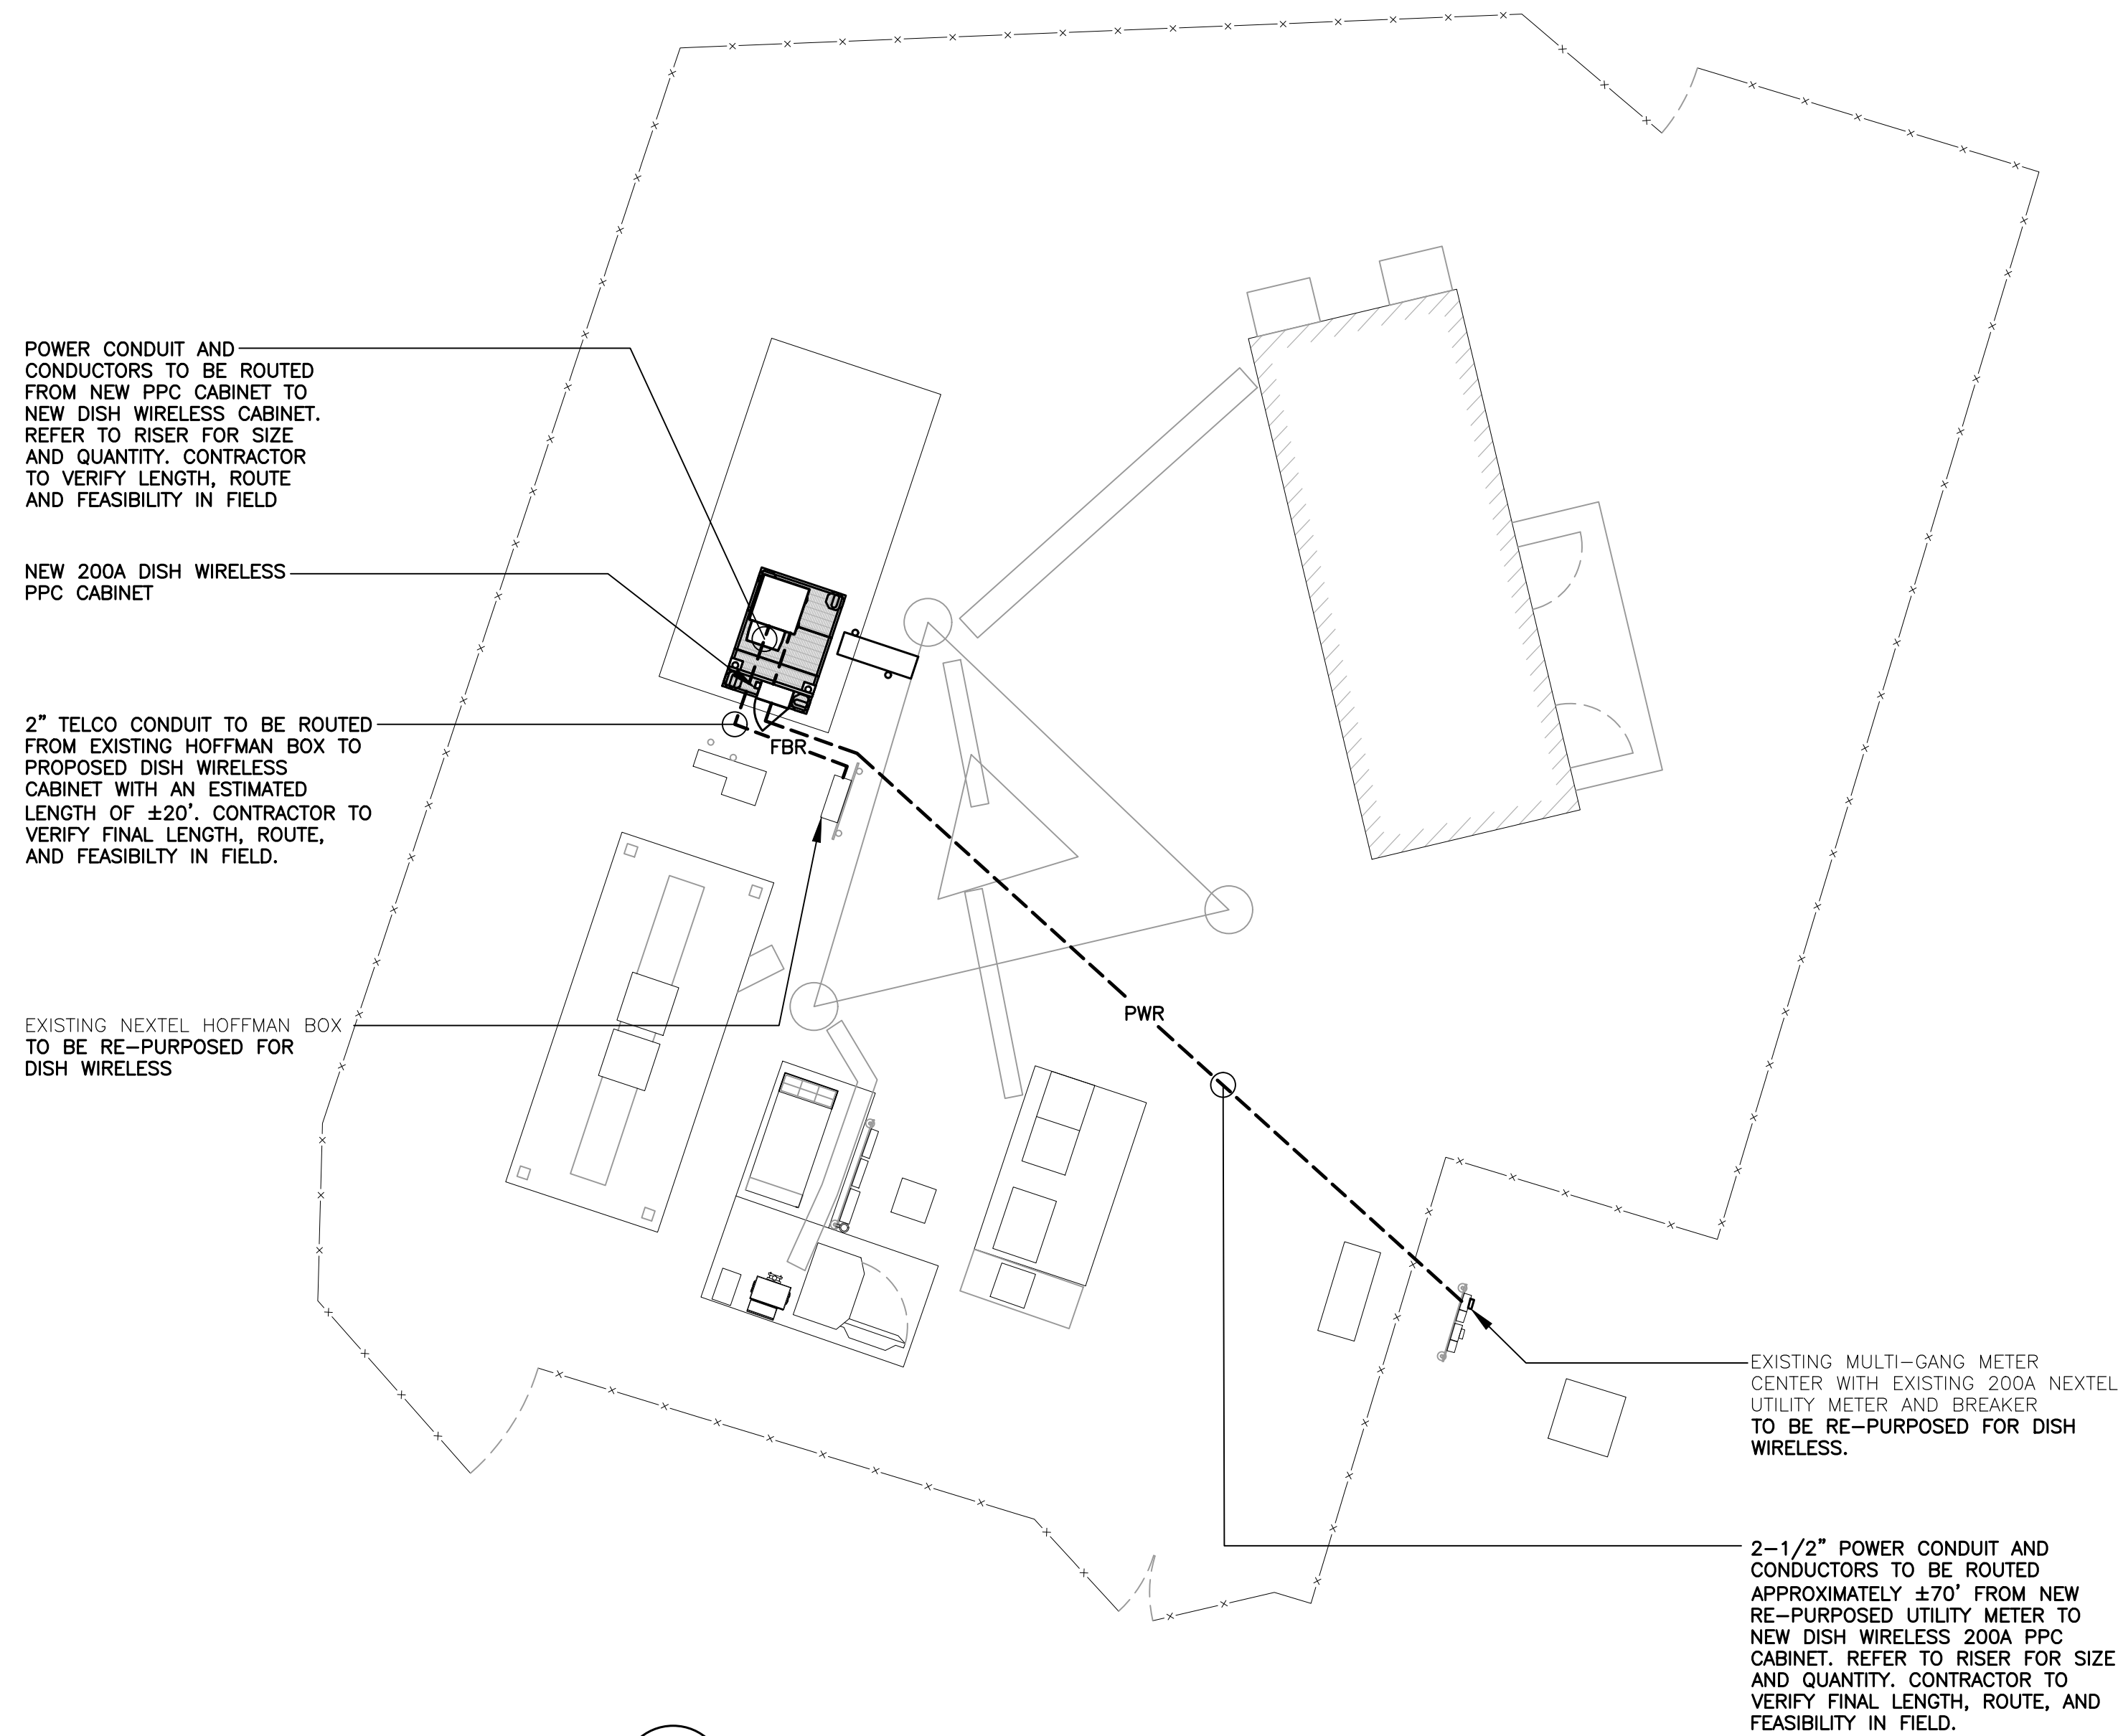 POWER CONDUIT AND
CONDUCTORS TO BE ROUTED
FROM NEW PPC CABINET TO
NEW DISH WIRELESS CABINET.
REFER TO RISER FOR SIZE
AND QUANTITY. CONTRACTOR
TO VERIFY LENGTH, ROUTE
AND FEASIBILITY IN FIELD
NEW 200A DISH WIRELESS
PPC CABINET
2” TELCO CONDUIT TO BE ROUTED
FROM EXISTING HOFFMAN BOX TO
PROPOSED DISH WIRELESS
CABINET WITH AN ESTIMATED
LENGTH OF ±20’. CONTRACTOR TO
VERIFY FINAL LENGTH, ROUTE,
AND FEASIBILTY IN FIELD.
FBR
EXISTING NEXTEL HOFFMAN BOX
TO BE RE-PURPOSED FOR
DISH WIRELESS
PWR
EXISTING MULTI-GANG METER
CENTER WITH EXISTING 200A NEXTEL
UTILITY METER AND BREAKER
TO BE RE-PURPOSED FOR DISH
WIRELESS.
2-1/2” POWER CONDUIT AND
CONDUCTORS TO BE ROUTED
APPROXIMATELY ±70’ FROM NEW
RE-PURPOSED UTILITY METER TO
NEW DISH WIRELESS 200A PPC
CABINET. REFER TO RISER FOR SIZE
AND QUANTITY. CONTRACTOR TO
VERIFY FINAL LENGTH, ROUTE, AND
FEASIBILITY IN FIELD.